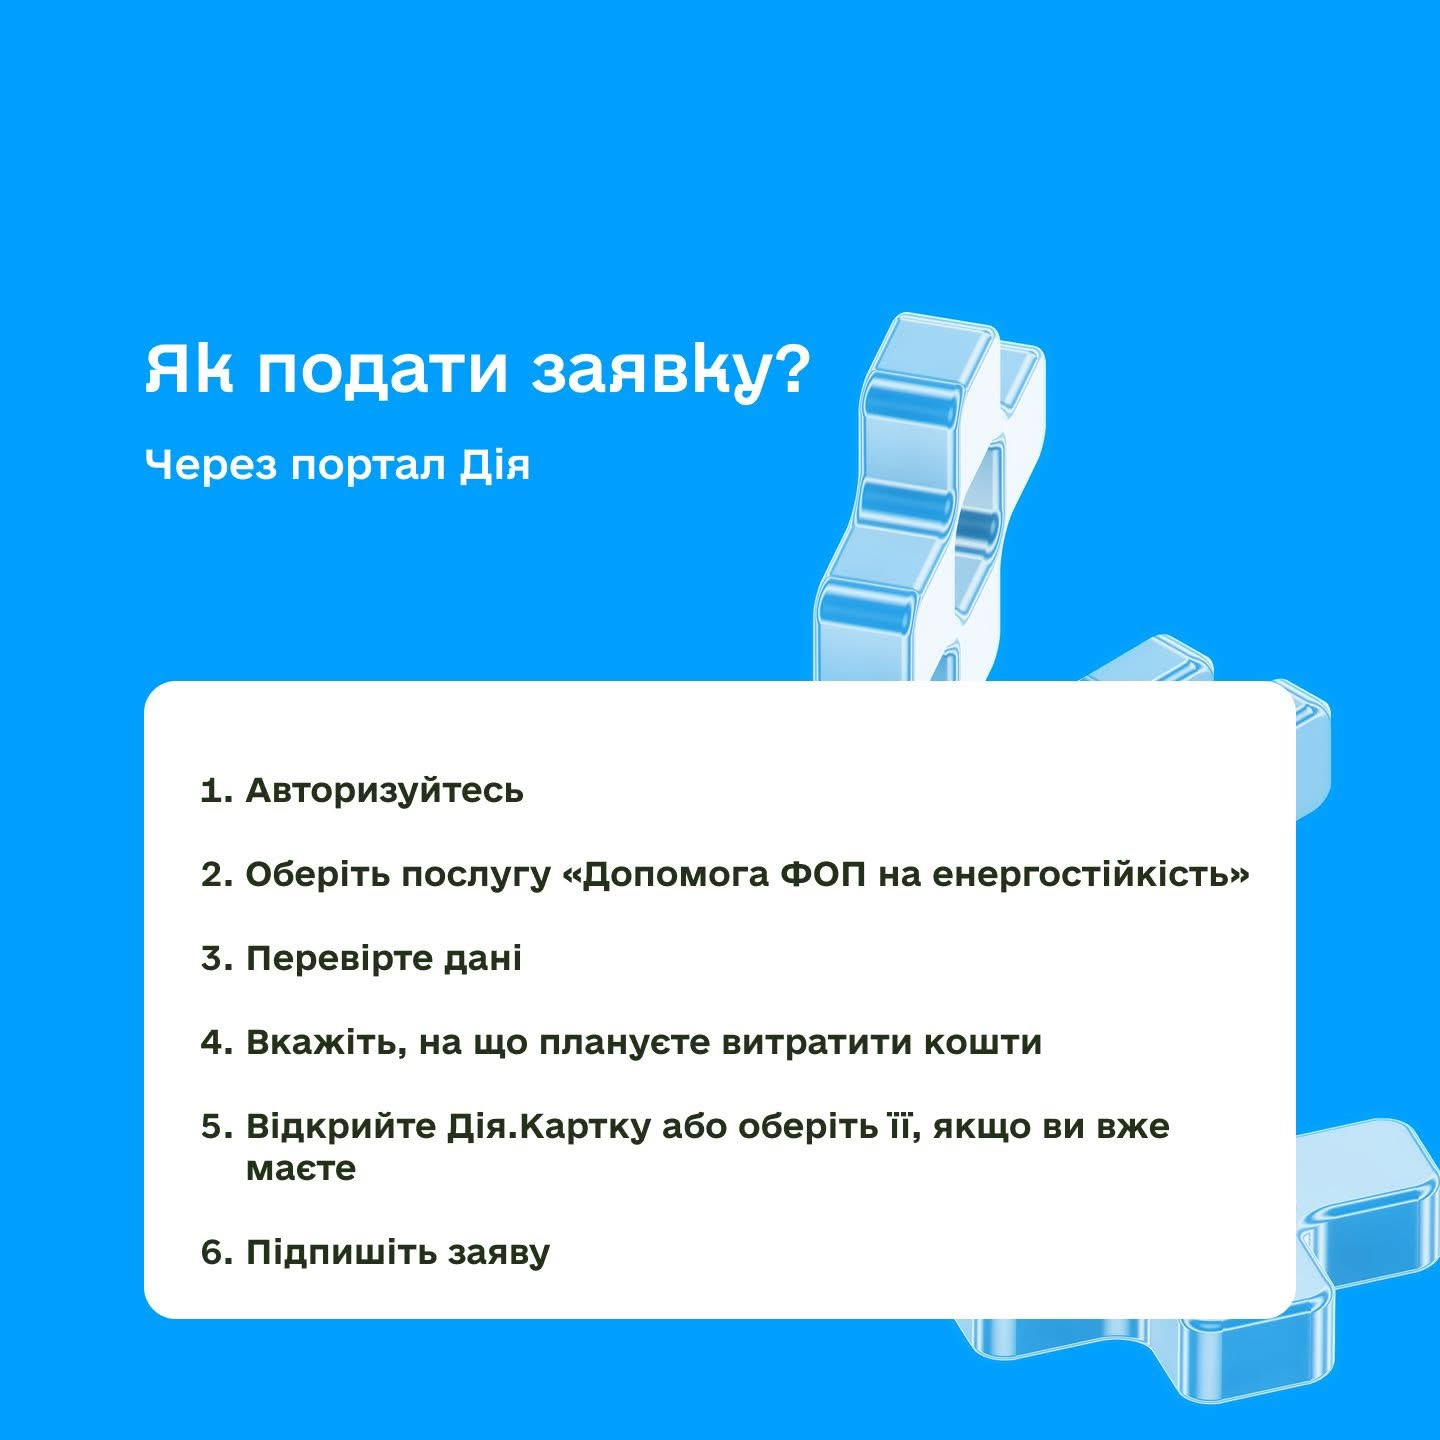 Як подати заявку?
Через портал Дія
1. Авторизуйтесь
2. Оберіть послугу «Допомога ФОП на енергостійкість»
3. Перевірте дані
4. Вкажіть, на що плануєте витратити кошти
5. Відкрийте Дія.Картку або оберіть її, якщо ви вже
маєте
6. Підпишіть заяву